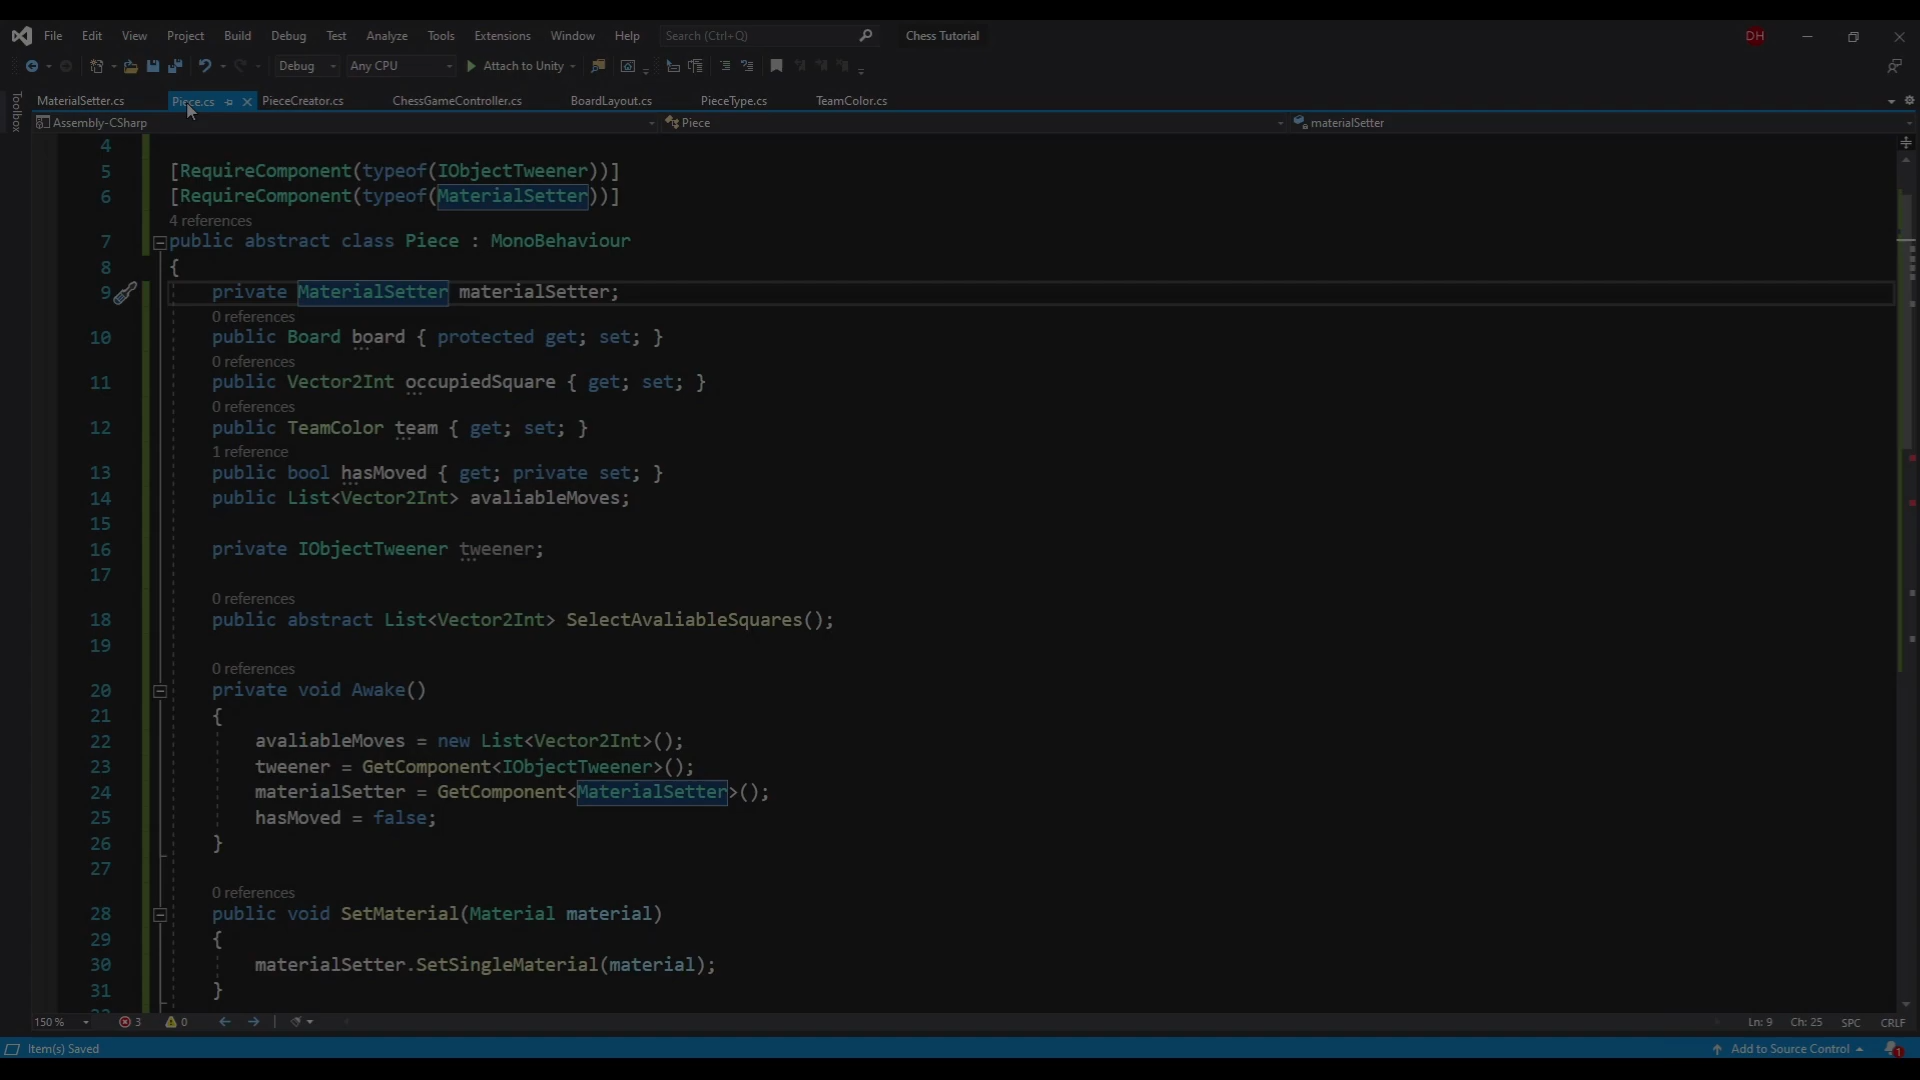 File Edit View Project Build Debug Test Analyze Tools Extensions Window Help Search (Ctrl+Q) Chess Tutorial DH
Debug Any CPU Attach to Unity
Toolbox
MaterialSetter.cs Piece.cs PieceCreator.cs ChessGameController.cs BoardLayout.cs PieceType.cs TeamColor.cs
Assembly-CSharp Piece materialSetter
4
5 [RequireComponent(typeof(IObjectTweener))]
6 [RequireComponent(typeof(MaterialSetter))]
4 references
7 public abstract class Piece : MonoBehaviour
8 {
9 private MaterialSetter materialSetter;
0 references
10 public Board board { protected get; set; }
0 references
11 public Vector2Int occupiedSquare { get; set; }
0 references
12 public TeamColor team { get; set; }
1 reference
13 public bool hasMoved { get; private set; }
14 public List<Vector2Int> avaliableMoves;
15
16 private IObjectTweener tweener;
17
0 references
18 public abstract List<Vector2Int> SelectAvaliableSquares();
19
0 references
20 private void Awake()
21 {
22 avaliableMoves = new List<Vector2Int>();
23 tweener = GetComponent<IObjectTweener>();
24 materialSetter = GetComponent<MaterialSetter>();
25 hasMoved = false;
26 }
27
0 references
28 public void SetMaterial(Material material)
29 {
30 materialSetter.SetSingleMaterial(material);
31 }
150 % 3 0 Ln: 9 Ch: 25 SPC CRLF
Item(s) Saved Add to Source Control 1